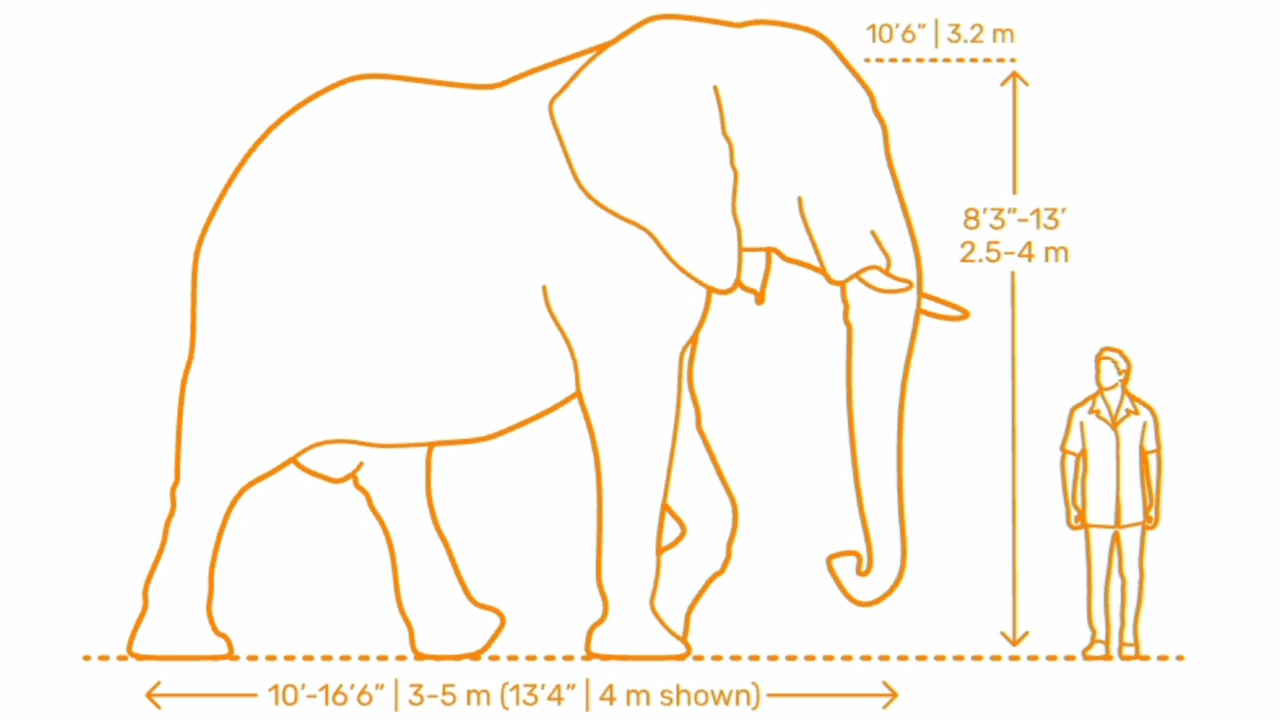 10’6” | 3.2 m
8’3”-13’
2.5-4 m
10’-16’6” | 3-5 m (13’4” | 4 m shown)